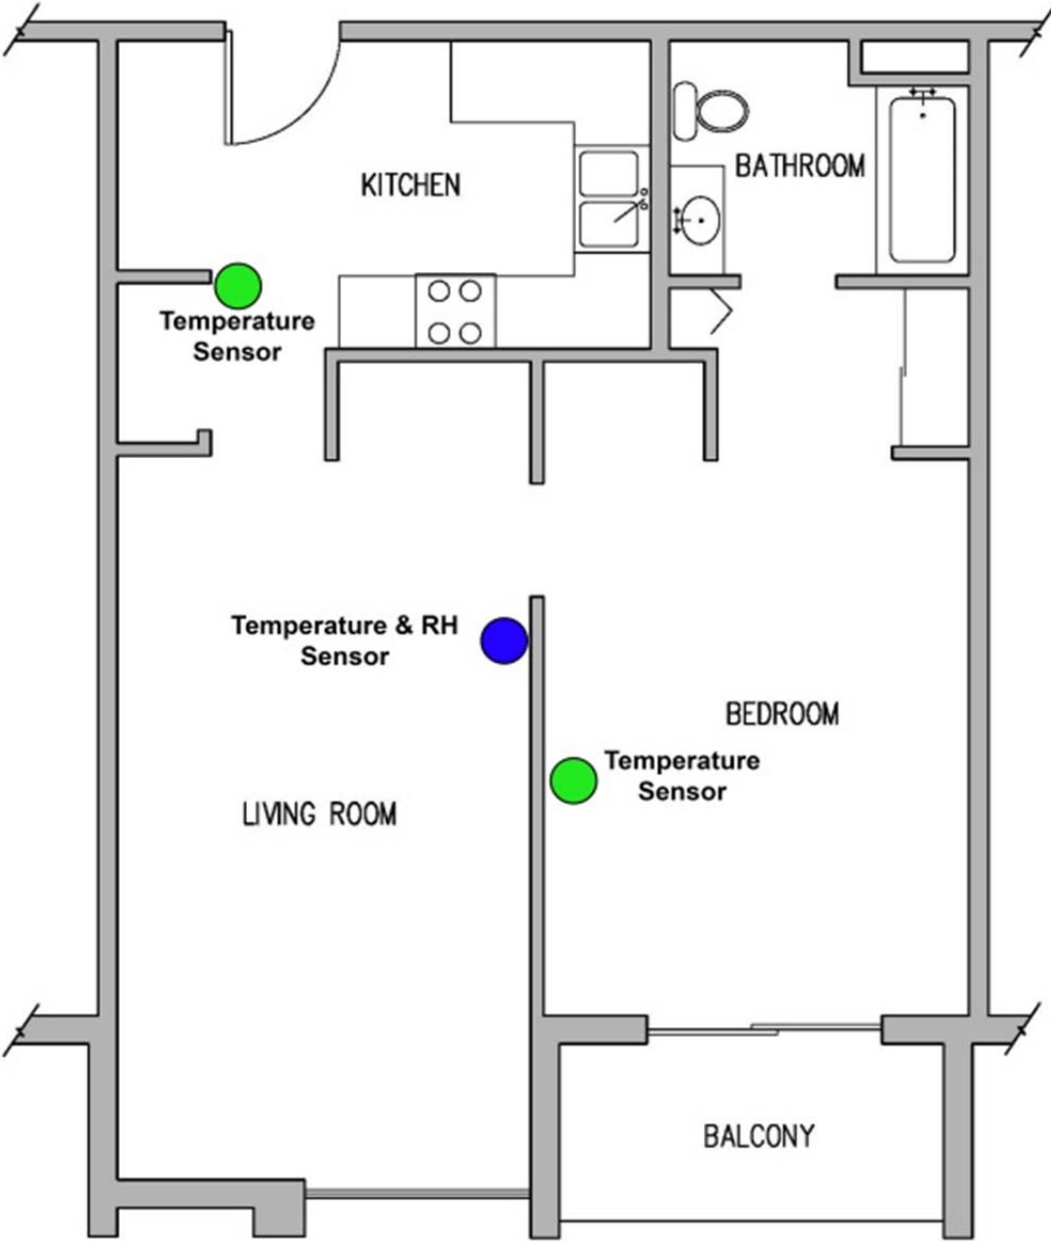 KITCHEN
BATHROOM
Temperature
Sensor
Temperature & RH
Sensor
BEDROOM
Temperature
Sensor
LIVING ROOM
BALCONY